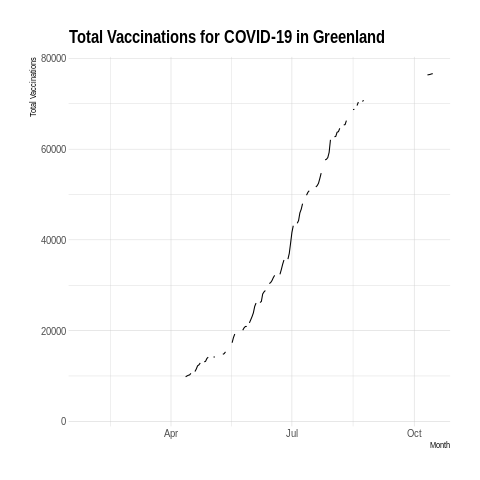 Total Vaccinations for COVID-19 in Greenland
Total Vaccinations
80000
60000
40000
20000
0
Apr Jul Oct
Month